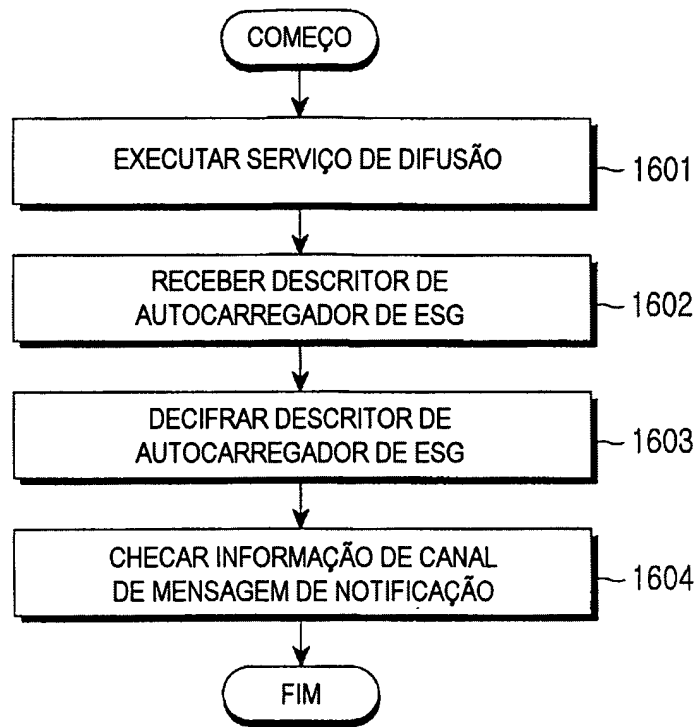 COMEÇO
EXECUTAR SERVIÇO DE DIFUSÃO
1601
RECEBER DESCRITOR DE
AUTOCARREGADOR DE ESG
1602
DECIFRAR DESCRITOR DE
AUTOCARREGADOR DE ESG
1603
CHECAR INFORMAÇÃO DE CANAL
DE MENSAGEM DE NOTIFICAÇÃO
1604
FIM